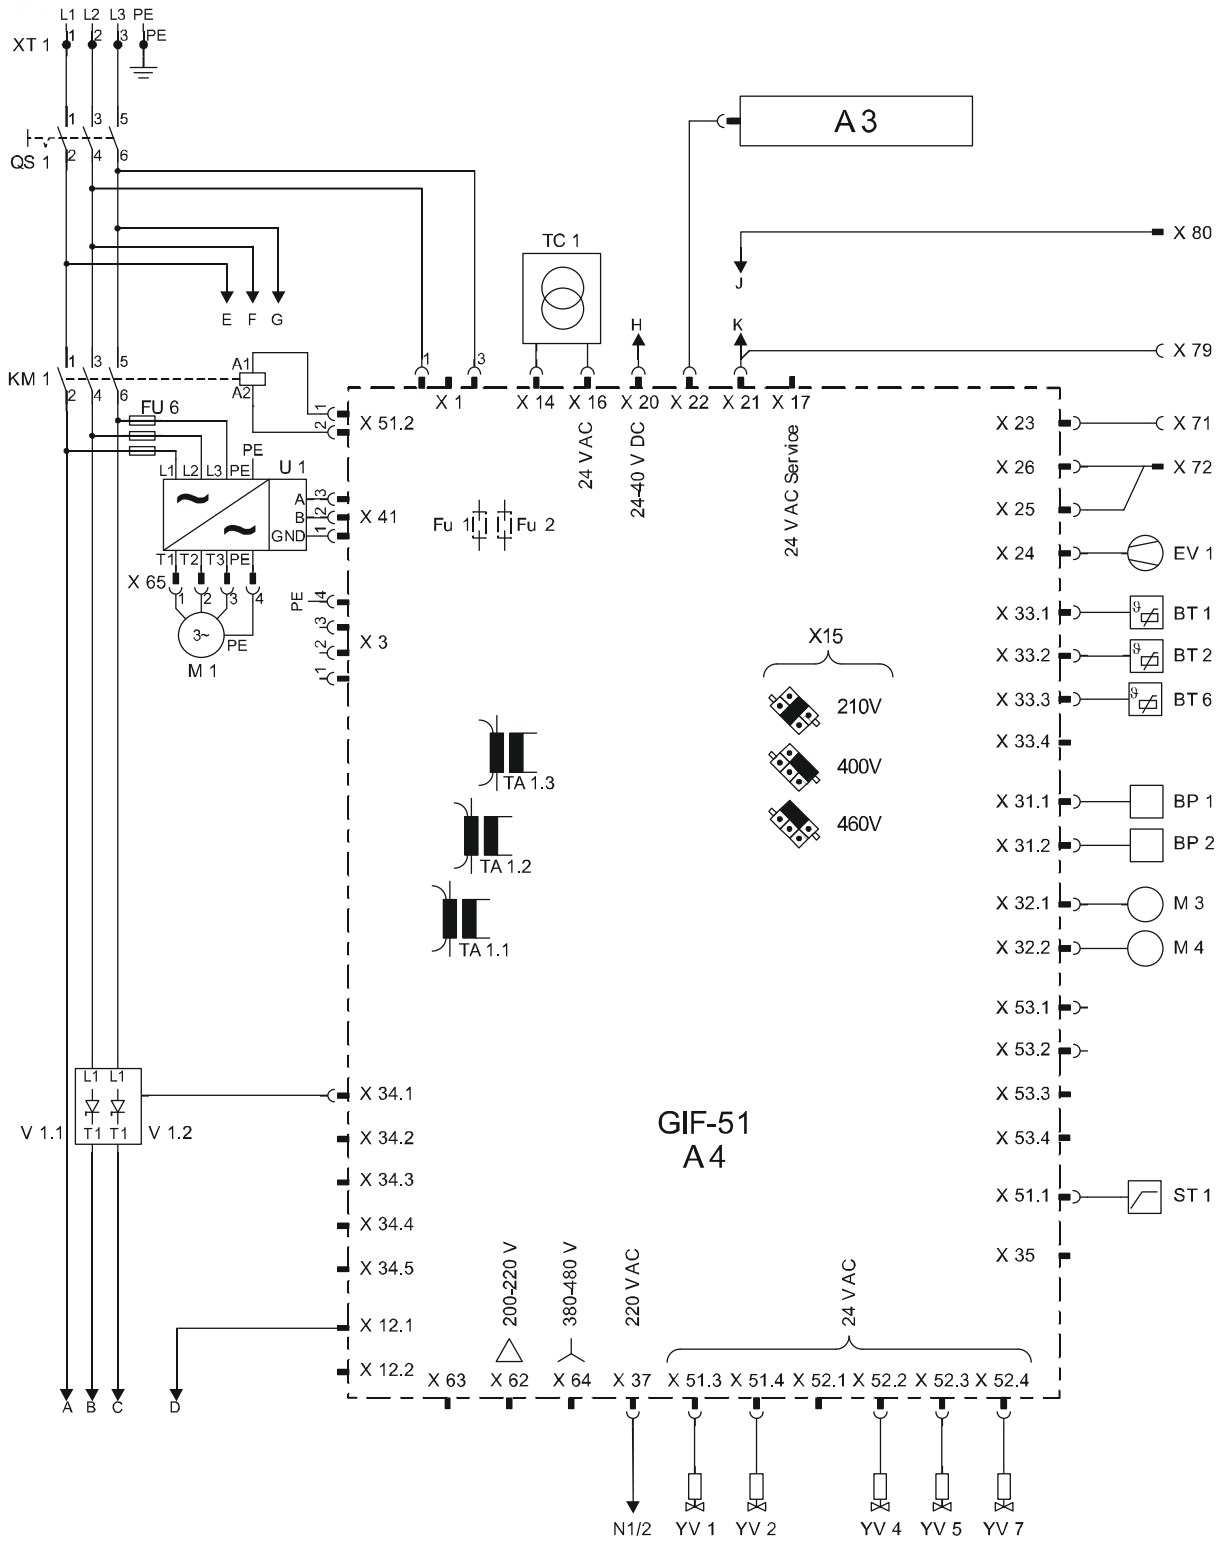 L1 L2 L3 PE
XT 1 1 2 3 PE
A 3
1 3 5
QS 1 2 4 6
X 80
TC 1
J
E F G
H K
X 79
1 3
1 3 5 A1
KM 1 A2
2 4 6
X 1 X 14 X 16 X 20 X 22 X 21 X 17
FU 6
1
2
X 51.2
X 23 X 71
24 V AC
24-40 V DC
24 V AC Service
PE U 1
X 26 X 72
L1 L2 L3 PE
A 3
B 2 X 41
GND 1
Fu 1 Fu 2
X 25
T1 T2 T3 PE
X 24 EV 1
X 65 1 2 3 4
PE 4
3
2
1
X 3
3~ PE
M 1
X 33.1 ϑ BT 1
X15
X 33.2 ϑ BT 2
X 33.3 ϑ BT 6
210V
X 33.4
400V
TA 1.3
X 31.1 BP 1
460V
X 31.2 BP 2
TA 1.2
X 32.1 M 3
TA 1.1
X 32.2 M 4
X 53.1
X 53.2
L1 L1
X 34.1
X 53.3
V 1.1 T1 T1 V 1.2
GIF-51
A 4
X 34.2
X 53.4
X 34.3
X 51.1 ST 1
X 34.4
X 35
X 34.5
200-220 V
380-480 V
220 V AC
24 V AC
X 12.1
X 12.2
X 63 X 62 X 64 X 37 X 51.3 X 51.4 X 52.1 X 52.2 X 52.3 X 52.4
A B C D
N1/2 YV 1 YV 2 YV 4 YV 5 YV 7